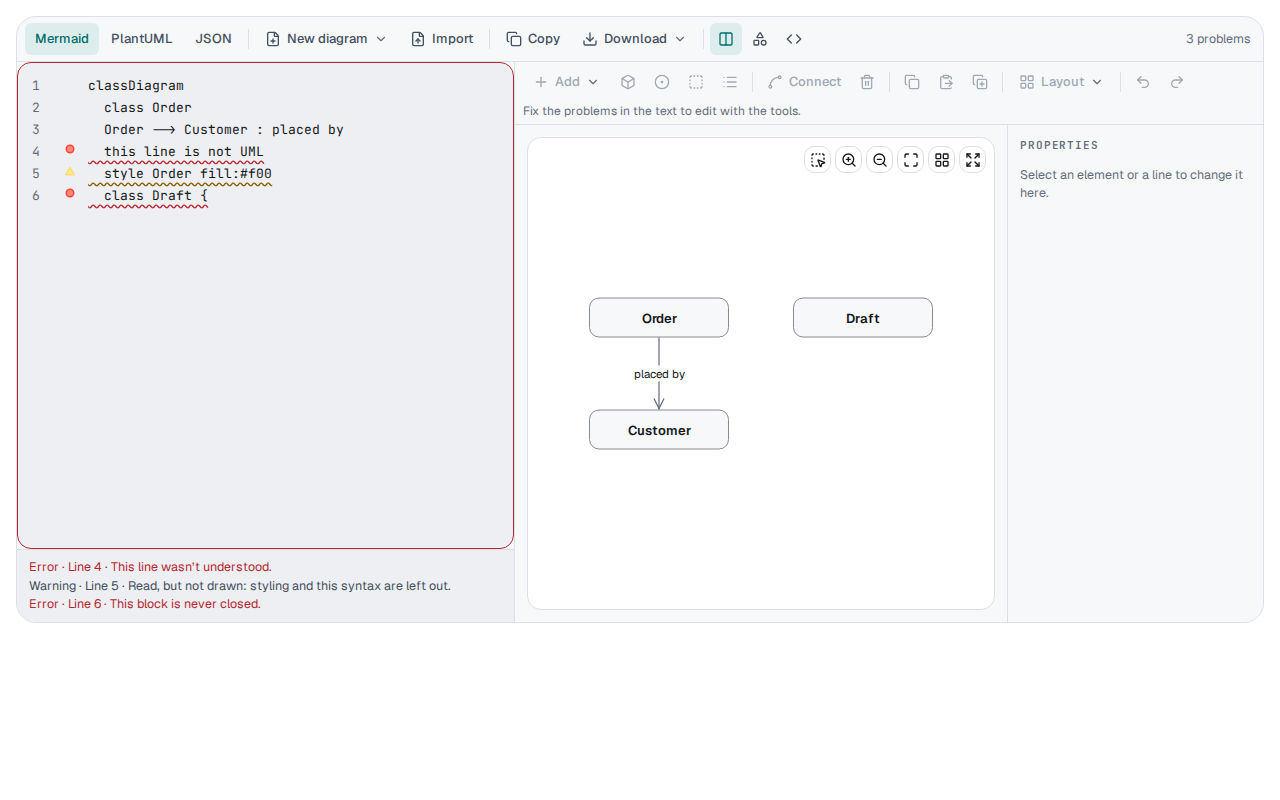 Mermaid PlantUML JSON New diagram Import Copy Download 3 problems
1 classDiagram
2 class Order
3 Order --> Customer : placed by
4 this line is not UML
5 style Order fill:#f00
6 class Draft {
Error · Line 4 · This line wasn't understood.
Warning · Line 5 · Read, but not drawn: styling and this syntax are left out.
Error · Line 6 · This block is never closed.
Add Connect Layout
Fix the problems in the text to edit with the tools.
Order Draft
placed by
Customer
PROPERTIES
Select an element or a line to change it
here.